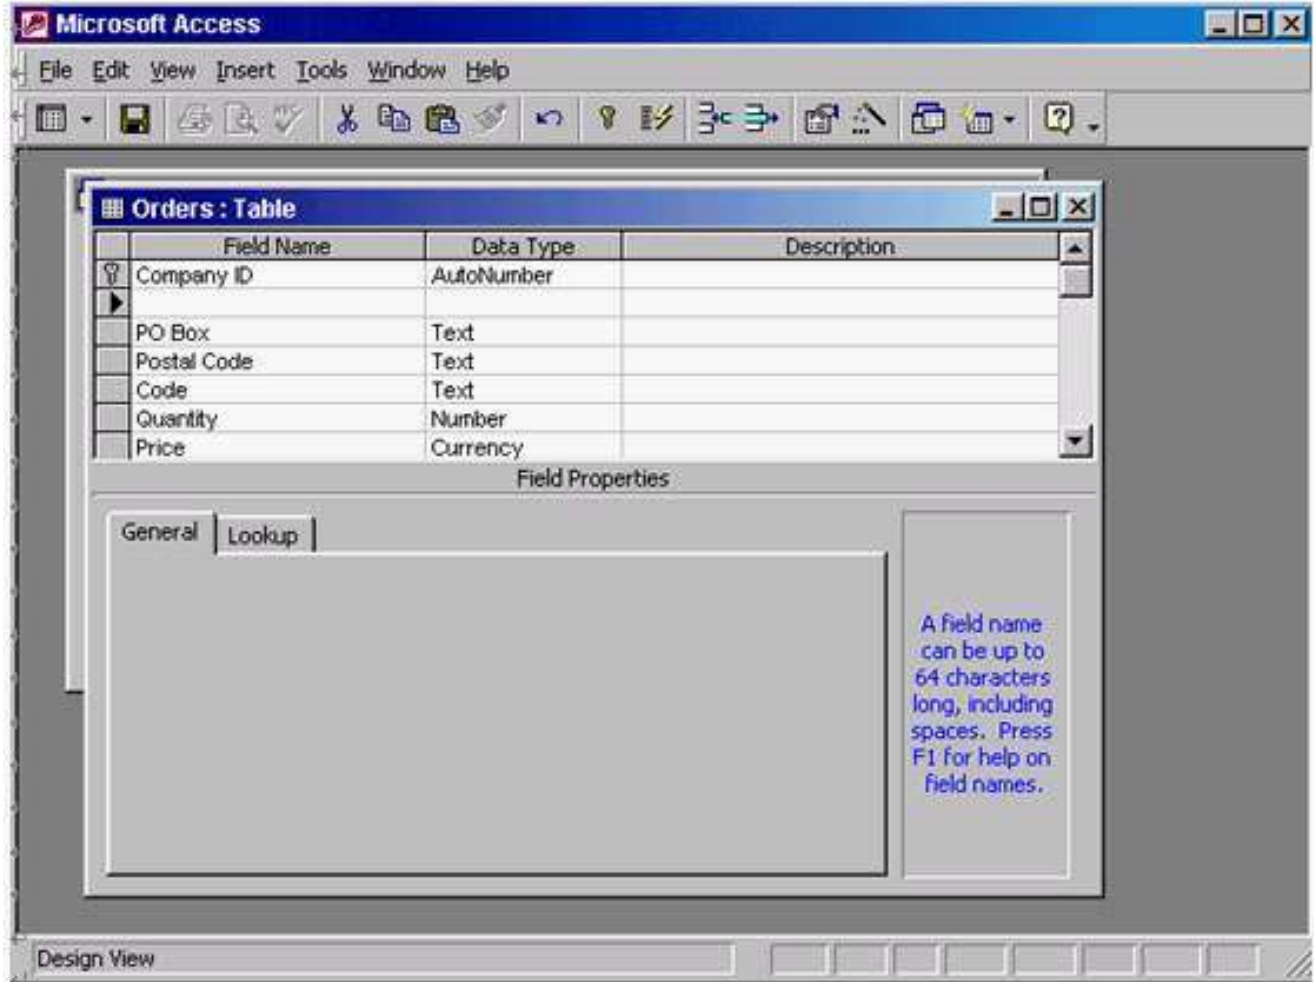 Microsoft Access
File Edit View Insert Tools Window Help
Orders : Table
Field Name Data Type Description
Company ID AutoNumber
PO Box Text
Postal Code Text
Code Text
Quantity Number
Price Currency
Field Properties
General Lookup
A field name
can be up to
64 characters
long, including
spaces. Press
F1 for help on
field names.
Design View